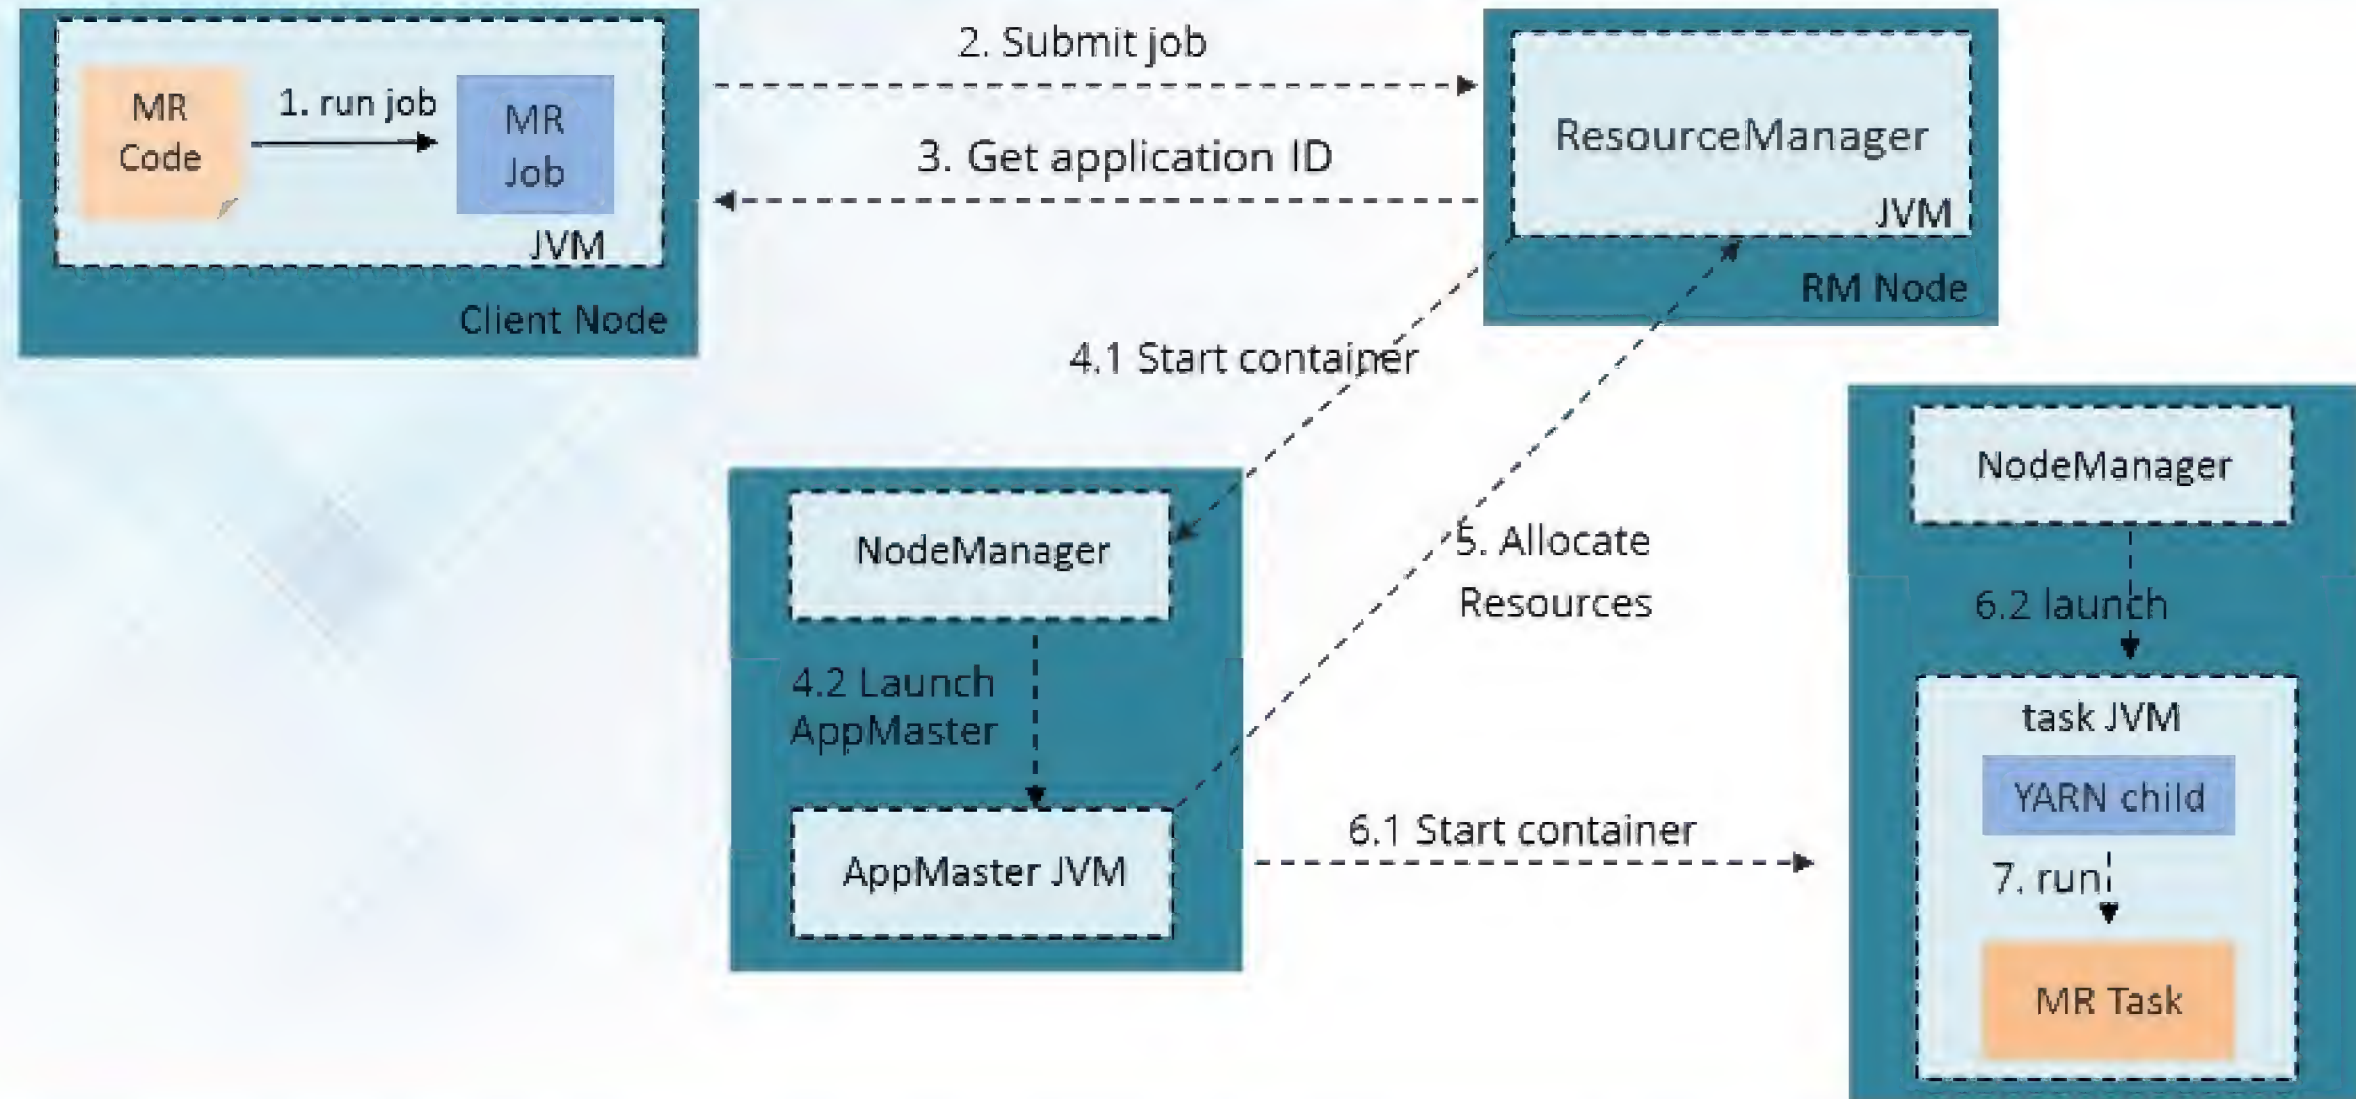 MR
Code
1. run job
MR
Job
JVM
Client Node
2. Submit job
3. Get application ID
ResourceManager
JVM
RM Node
4.1 Start container
NodeManager
4.2 Launch
AppMaster
AppMaster JVM
5. Allocate
Resources
6.1 Start container
NodeManager
6.2 launch
task JVM
YARN child
7. run
MR Task